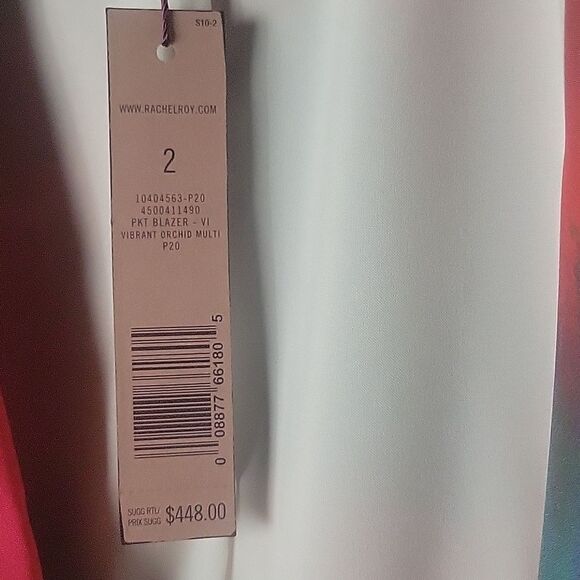 S10-2
WWW.RACHELROY.COM
2
10404563-P20
4500411490
PKT BLAZER - VI
VIBRANT ORCHID MULTI
P20
0 08877 66180 5
SUGG RTL/
PRIX SUGG $448.00